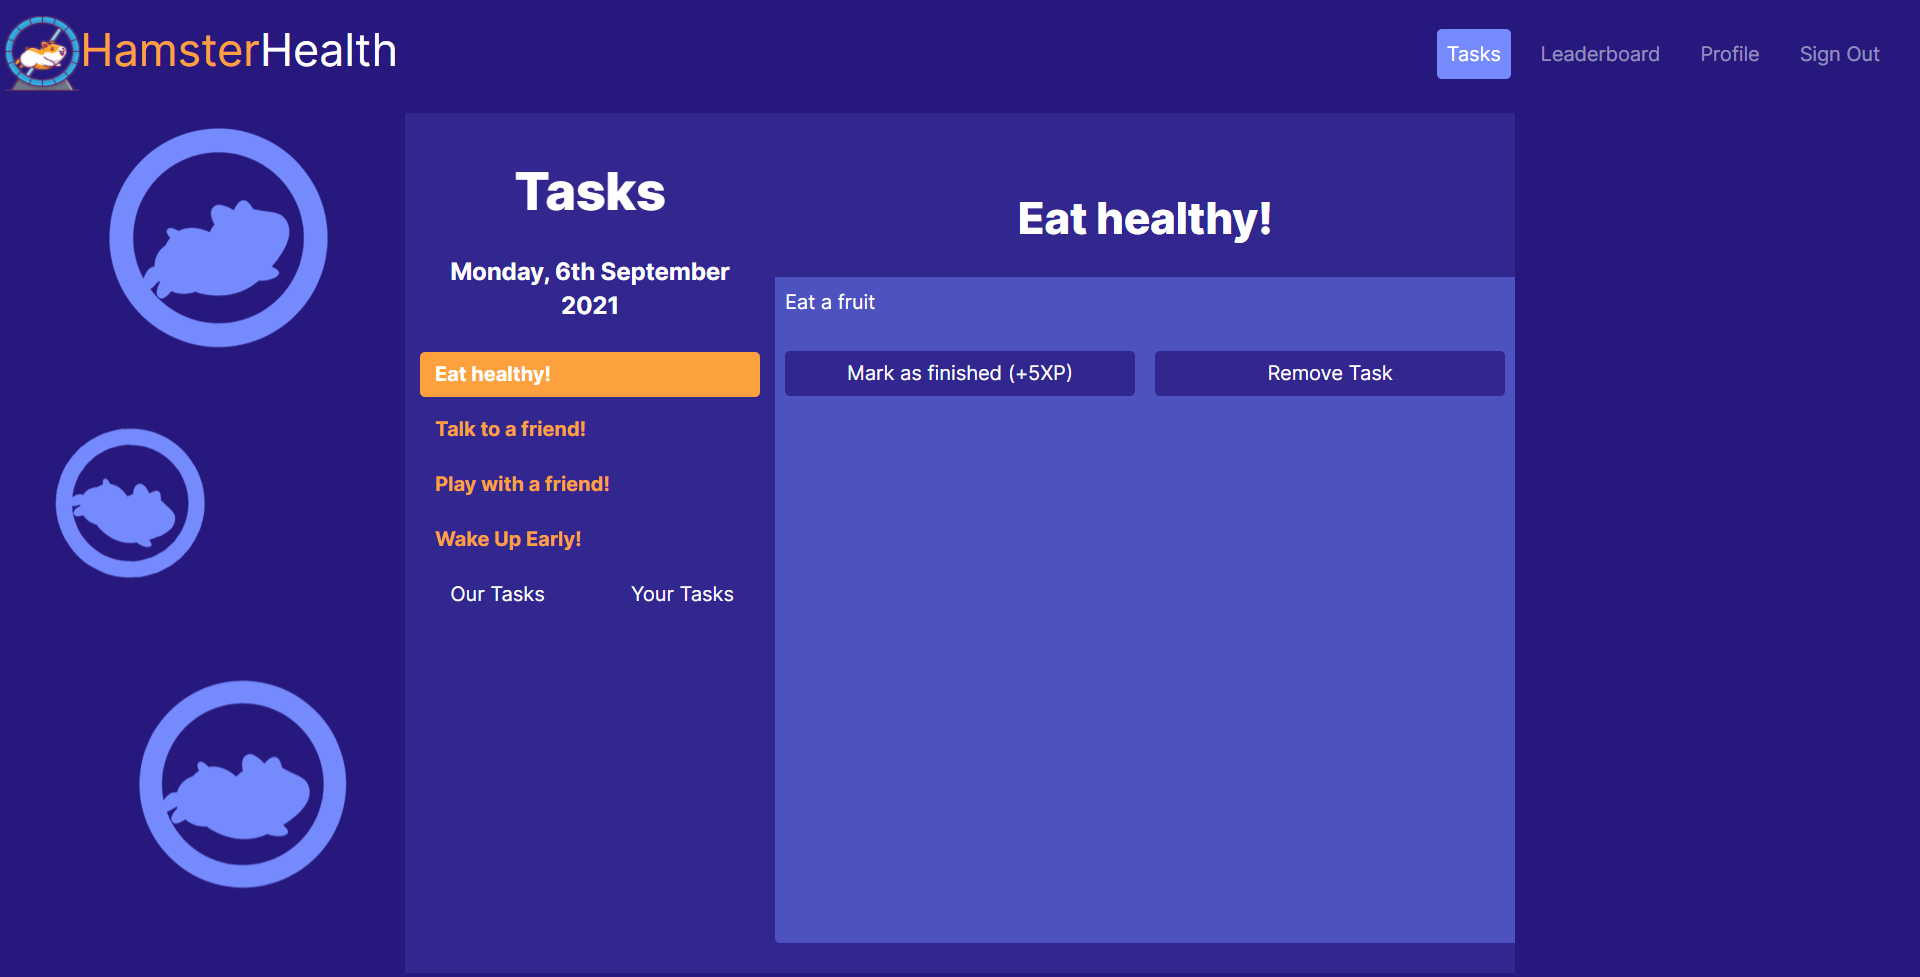 HamsterHealth
Tasks Leaderboard Profile Sign Out
Tasks
Monday, 6th September
2021
Eat healthy!
Talk to a friend!
Play with a friend!
Wake Up Early!
Our Tasks Your Tasks
Eat healthy!
Eat a fruit
Mark as finished (+5XP) Remove Task